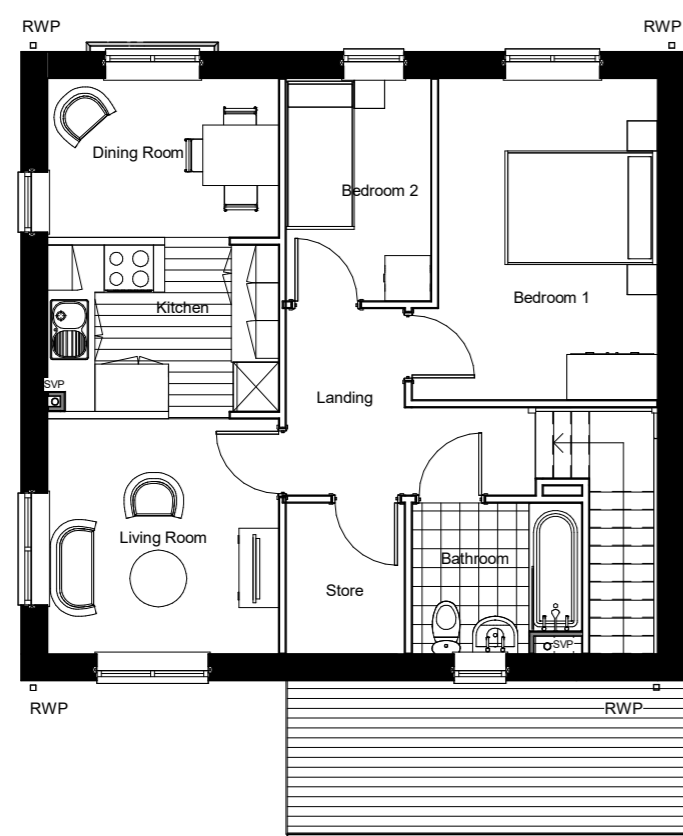 RWP
RWP
Dining Room
Bedroom 2
Bedroom 1
Kitchen
SVP
Landing
Living Room
Bathroom
Store
SVP
RWP
RWP